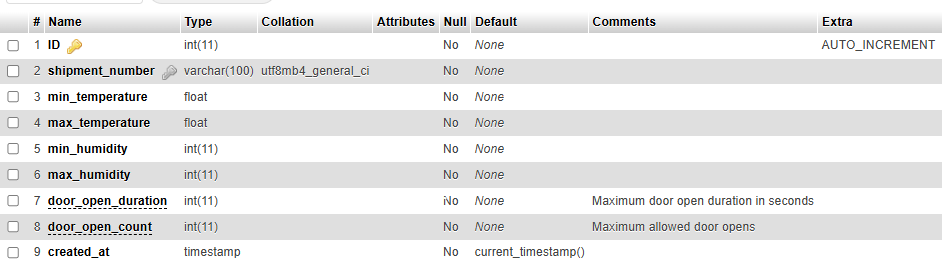 # Name Type Collation Attributes Null Default Comments Extra
1 ID int(11) No None AUTO_INCREMENT
2 shipment_number varchar(100) utf8mb4_general_ci No None
3 min_temperature float No None
4 max_temperature float No None
5 min_humidity int(11) No None
6 max_humidity int(11) No None
7 door_open_duration int(11) No None Maximum door open duration in seconds
8 door_open_count int(11) No None Maximum allowed door opens
9 created_at timestamp No current_timestamp()